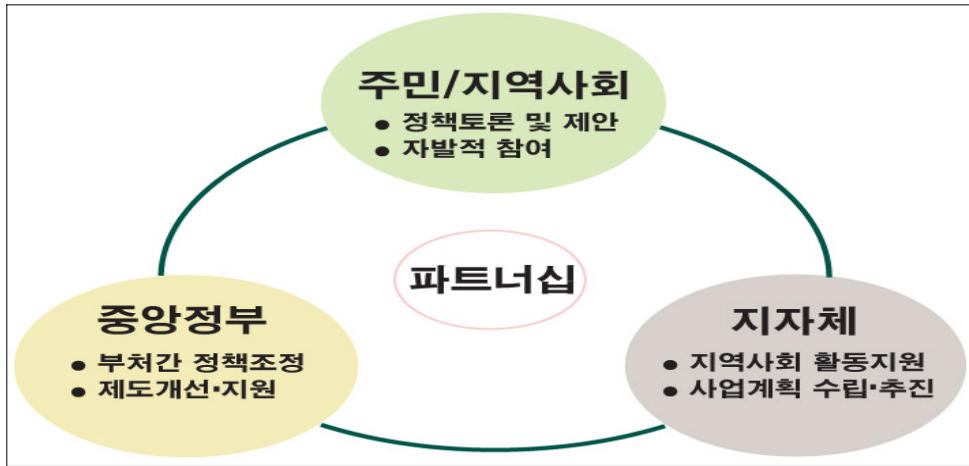 주민/지역사회
● 정책토론 및 제안
● 자발적 참여
파트너십
중앙정부
● 부처간 정책조정
● 제도개선·지원
지자체
● 지역사회 활동지원
● 사업계획 수립·추진